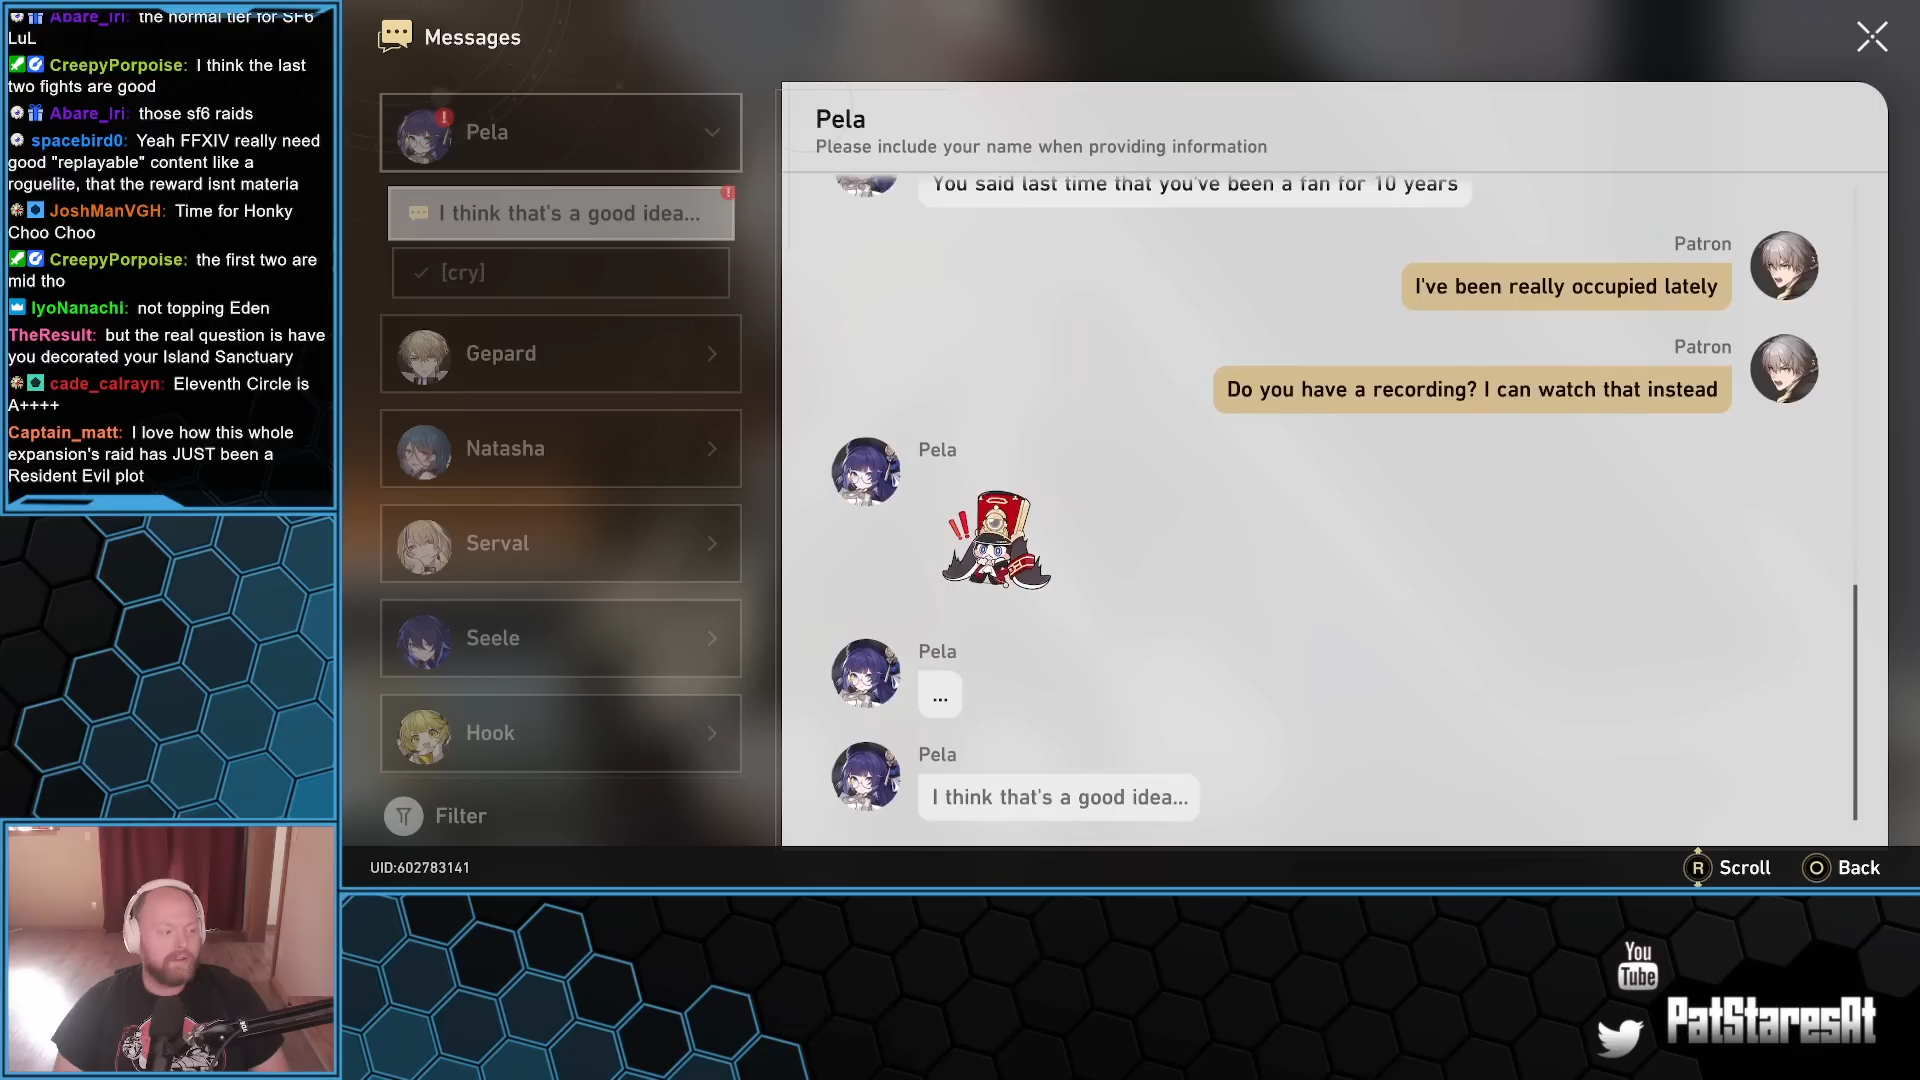 Abare_Iri: the normal tier for SF6
LuL
CreepyPorpoise: I think the last
two fights are good
Abare_Iri: those sf6 raids
spacebird0: Yeah FFXIV really need
good "replayable" content like a
roguelite, that the reward isnt materia
JoshManVGH: Time for Honky
Choo Choo
CreepyPorpoise: the first two are
mid tho
IyoNanachi: not topping Eden
TheResult: but the real question is have
you decorated your Island Sanctuary
cade_calrayn: Eleventh Circle is
A++++
Captain_matt: I love how this whole
expansion's raid has JUST been a
Resident Evil plot
Messages
Pela
I think that's a good idea...
[cry]
Gepard
Natasha
Serval
Seele
Hook
Filter
UID:602783141
Pela
Please include your name when providing information
You said last time that you've been a fan for 10 years
Patron
I've been really occupied lately
Patron
Do you have a recording? I can watch that instead
Pela
!!
Pela
...
Pela
I think that's a good idea...
R Scroll
Back
You
Tube
PatStaresAt